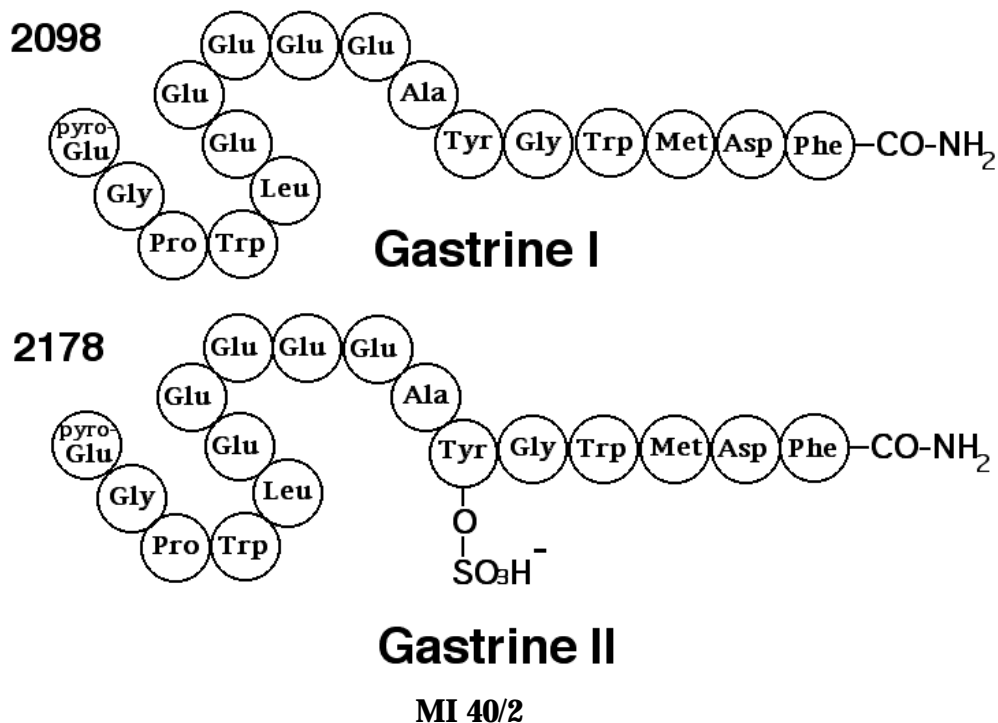 2098
pyro-
Glu
Gly
Pro
Trp
Leu
Glu
Glu
Glu
Glu
Glu
Ala
Tyr
Gly
Trp
Met
Asp
Phe
CO-NH2
Gastrine I
2178
pyro-
Glu
Gly
Pro
Trp
Leu
Glu
Glu
Glu
Glu
Glu
Ala
Tyr
Gly
Trp
Met
Asp
Phe
CO-NH2
O
SO3H-
Gastrine II
MI 40/2